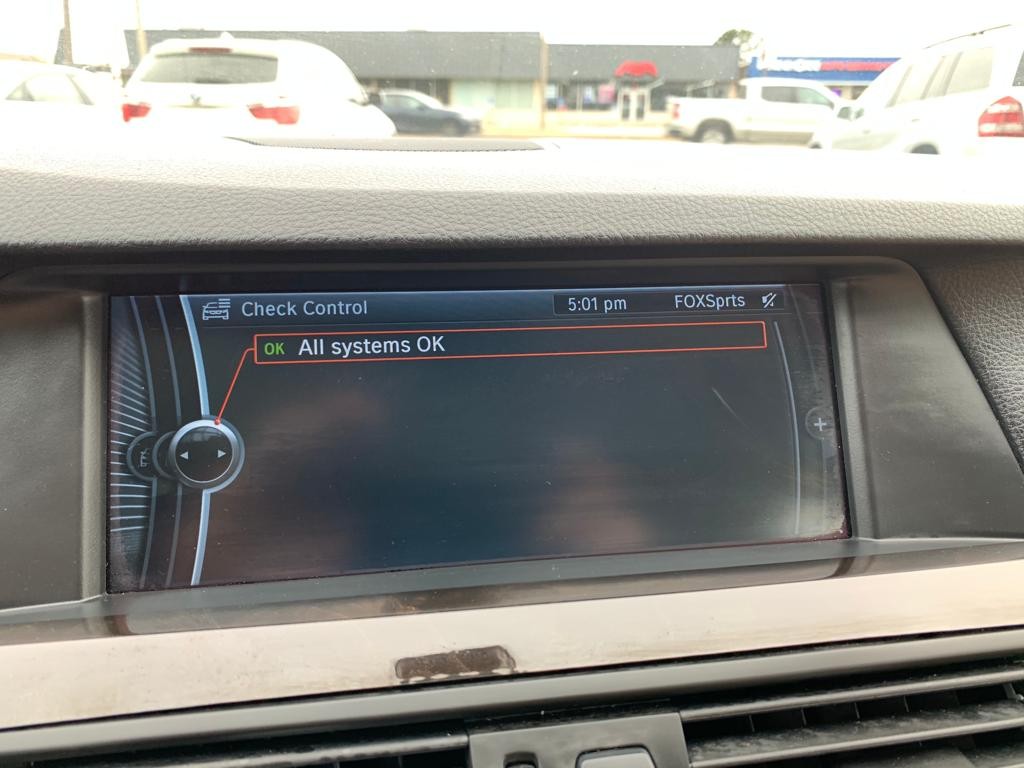 Check Control
5:01 pm
FOXSprts
OK All systems OK